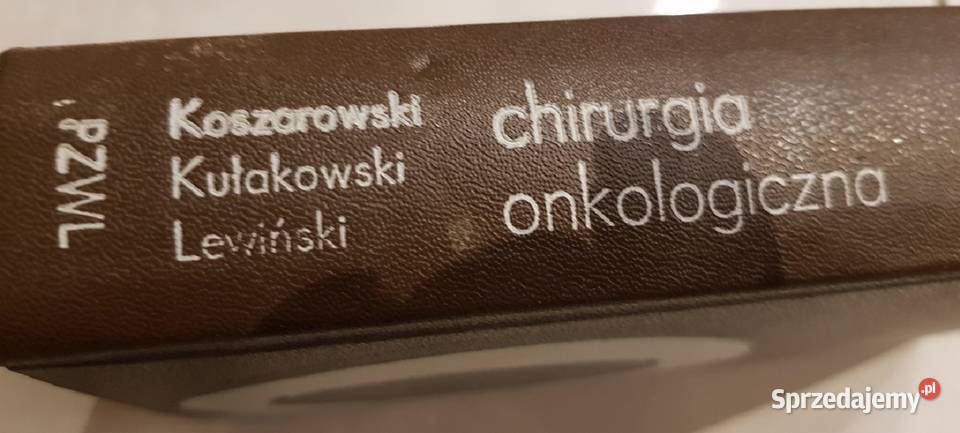 PZWL
Koszarowski
Kułakowski
Lewiński
chirurgia
onkologiczna
Sprzedajemy.pl